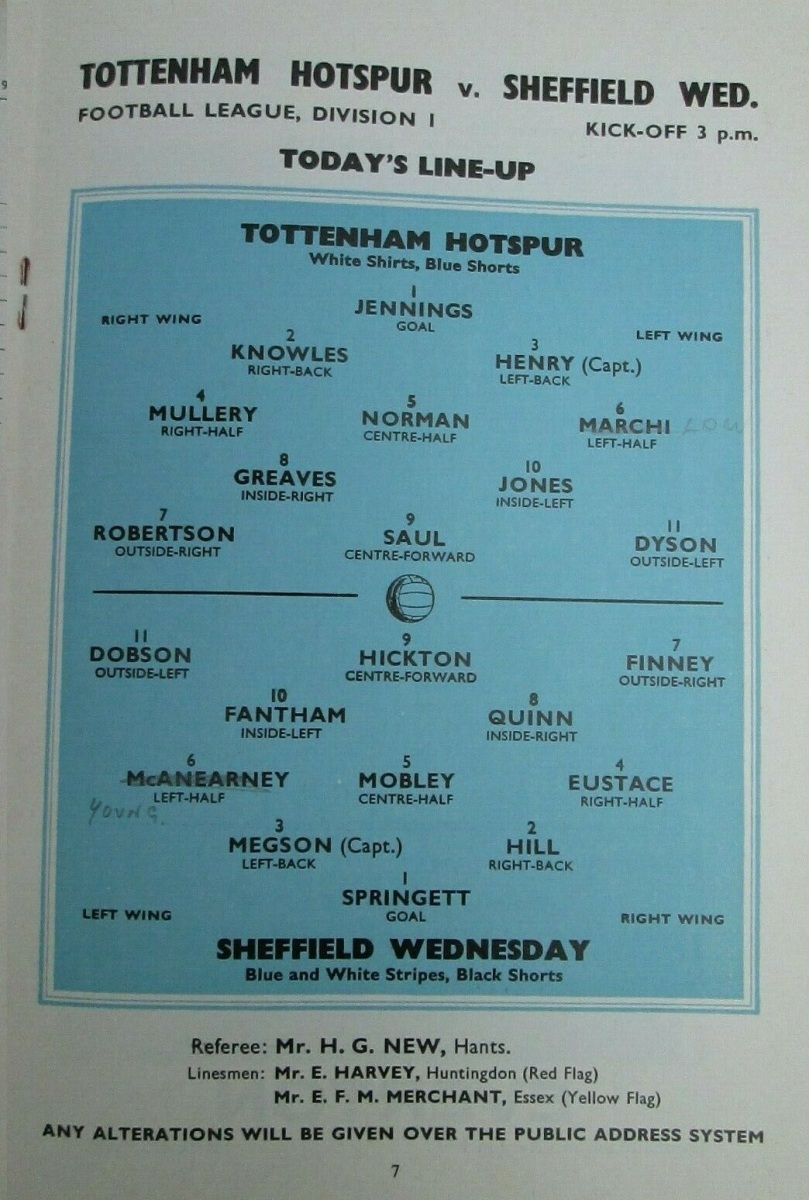 TOTTENHAM HOTSPUR v. SHEFFIELD WED.
FOOTBALL LEAGUE, DIVISION I
KICK-OFF 3 p.m.
TODAY'S LINE-UP
TOTTENHAM HOTSPUR
White Shirts, Blue Shorts
1
JENNINGS
GOAL
RIGHT WING
LEFT WING
2
KNOWLES
RIGHT-BACK
3
HENRY (Capt.)
LEFT-BACK
4
MULLERY
RIGHT-HALF
5
NORMAN
CENTRE-HALF
6
MARCHI LOW
LEFT-HALF
8
GREAVES
INSIDE-RIGHT
10
JONES
INSIDE-LEFT
7
ROBERTSON
OUTSIDE-RIGHT
9
SAUL
CENTRE-FORWARD
11
DYSON
OUTSIDE-LEFT
11
DOBSON
OUTSIDE-LEFT
9
HICKTON
CENTRE-FORWARD
7
FINNEY
OUTSIDE-RIGHT
10
FANTHAM
INSIDE-LEFT
8
QUINN
INSIDE-RIGHT
6
McANEARNEY
LEFT-HALF
YOUNG.
5
MOBLEY
CENTRE-HALF
4
EUSTACE
RIGHT-HALF
3
MEGSON (Capt.)
LEFT-BACK
2
HILL
RIGHT-BACK
1
SPRINGETT
GOAL
LEFT WING
RIGHT WING
SHEFFIELD WEDNESDAY
Blue and White Stripes, Black Shorts
Referee: Mr. H. G. NEW, Hants.
Linesmen: Mr. E. HARVEY, Huntingdon (Red Flag)
Mr. E. F. M. MERCHANT, Essex (Yellow Flag)
ANY ALTERATIONS WILL BE GIVEN OVER THE PUBLIC ADDRESS SYSTEM
7